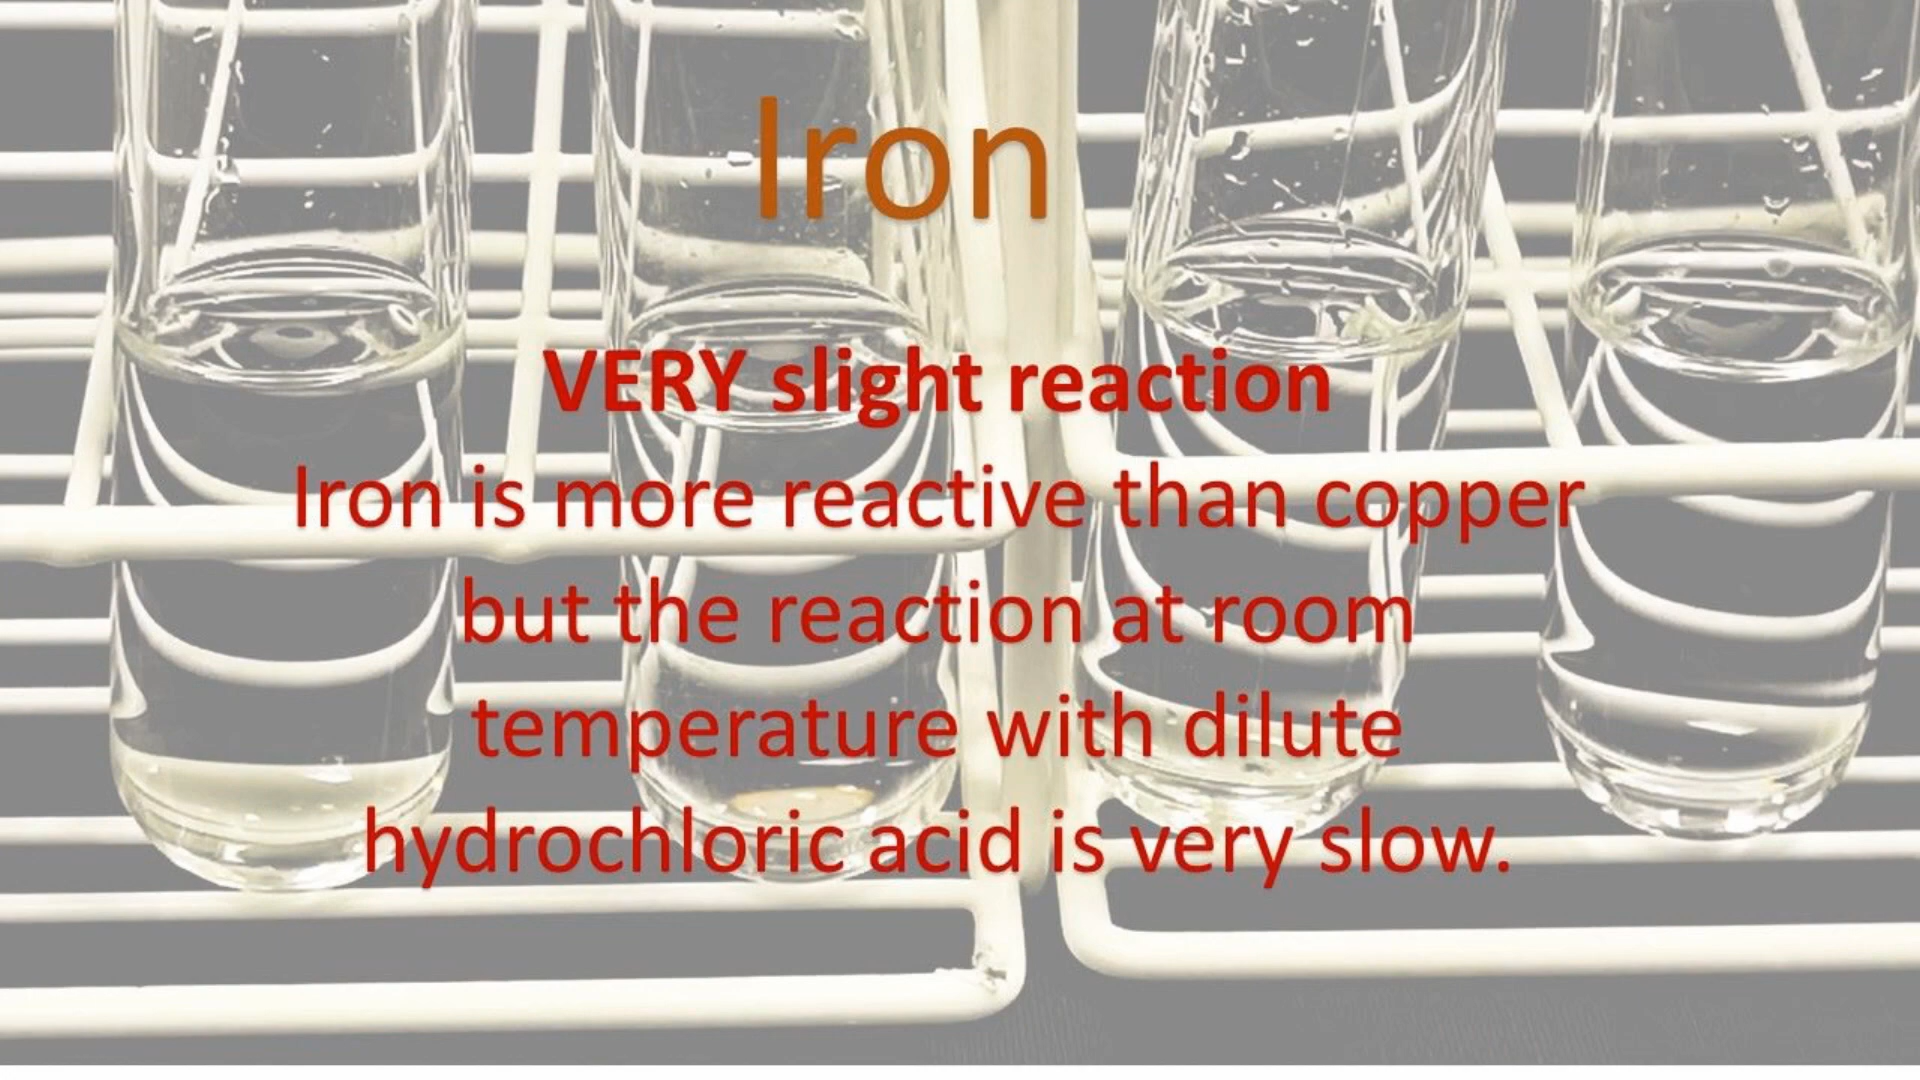 Iron
VERY slight reaction
Iron is more reactive than copper
but the reaction at room
temperature with dilute
hydrochloric acid is very slow.